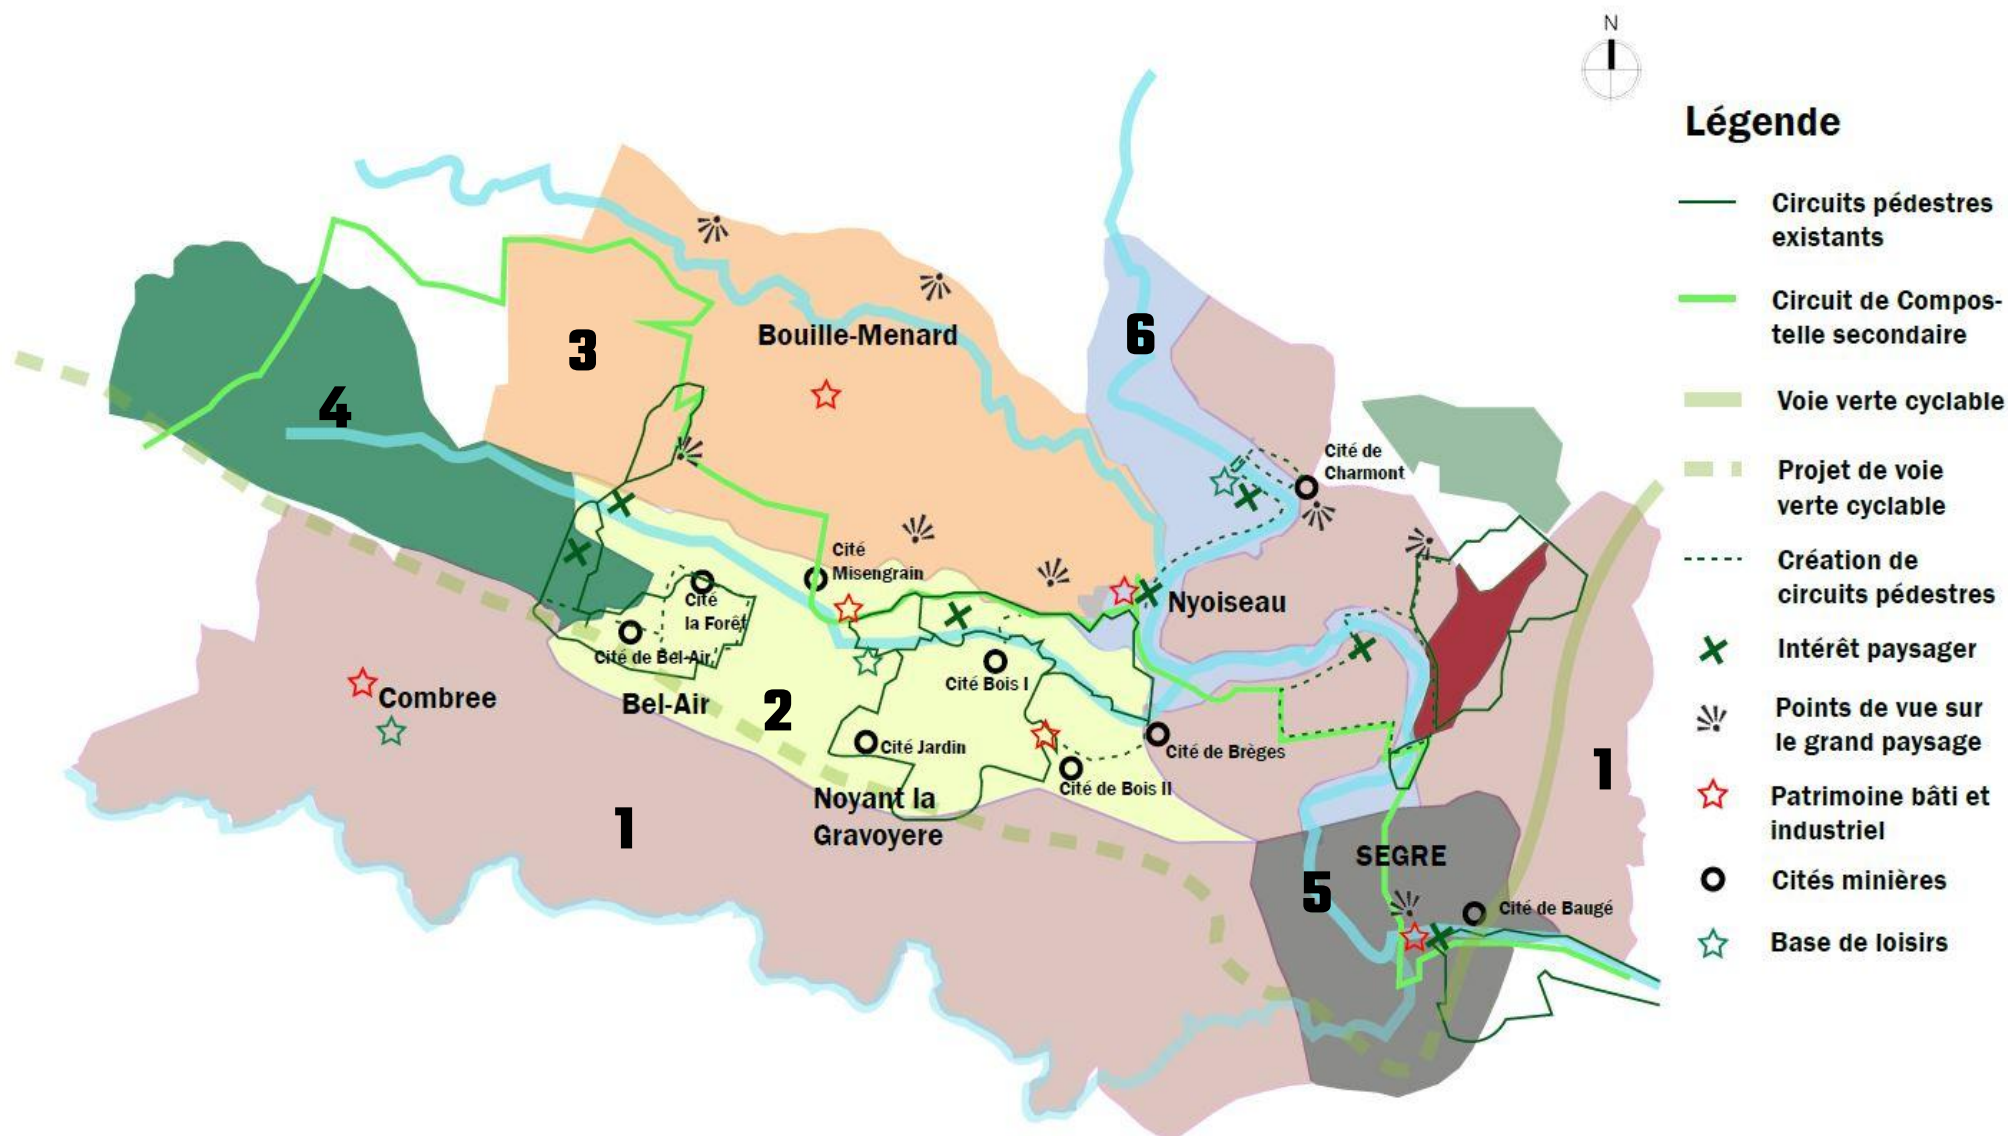 N
Légende
Circuits pédestres
existants
Circuit de Compos-
telle secondaire
Voie verte cyclable
Projet de voie
verte cyclable
Création de
circuits pédestres
Intérêt paysager
Points de vue sur
le grand paysage
Patrimoine bâti et
industriel
Cités minières
Base de loisirs
6
3
Bouille-Menard
4
Cité de
Charmont
Cité
Misengrain
Cité
la Forêt
Nyoiseau
Cité de Bel-Air
Cité Bois I
Combree
Bel-Air
2
Cité Jardin
Cité de Brèges
Cité de Bois II
1
Noyant la
Gravoyere
1
SEGRE
5
Cité de Baugé